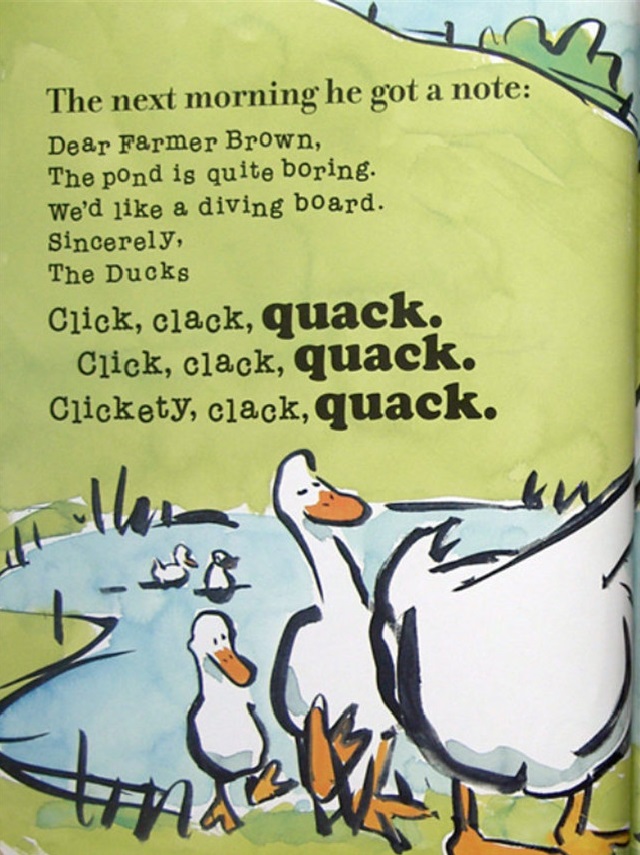 The next morning he got a note:
Dear Farmer Brown,
The pond is quite boring.
We'd like a diving board.
Sincerely,
The Ducks
Click, clack, quack.
Click, clack, quack.
Clickety, clack, quack.